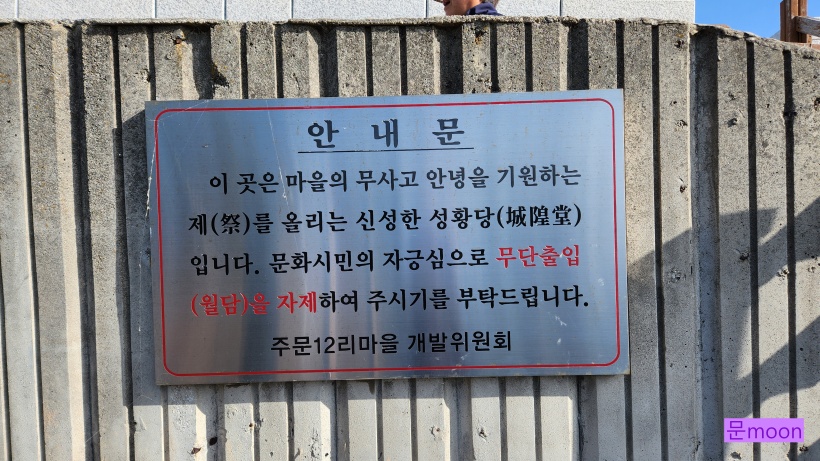 안 내 문
이 곳은 마을의 무사고 안녕을 기원하는
제(祭)를 올리는 신성한 성황당(城隍堂)
입니다. 문화시민의 자긍심으로 무단출입
(월담)을 자제하여 주시기를 부탁드립니다.
주문12리마을 개발위원회
문moon